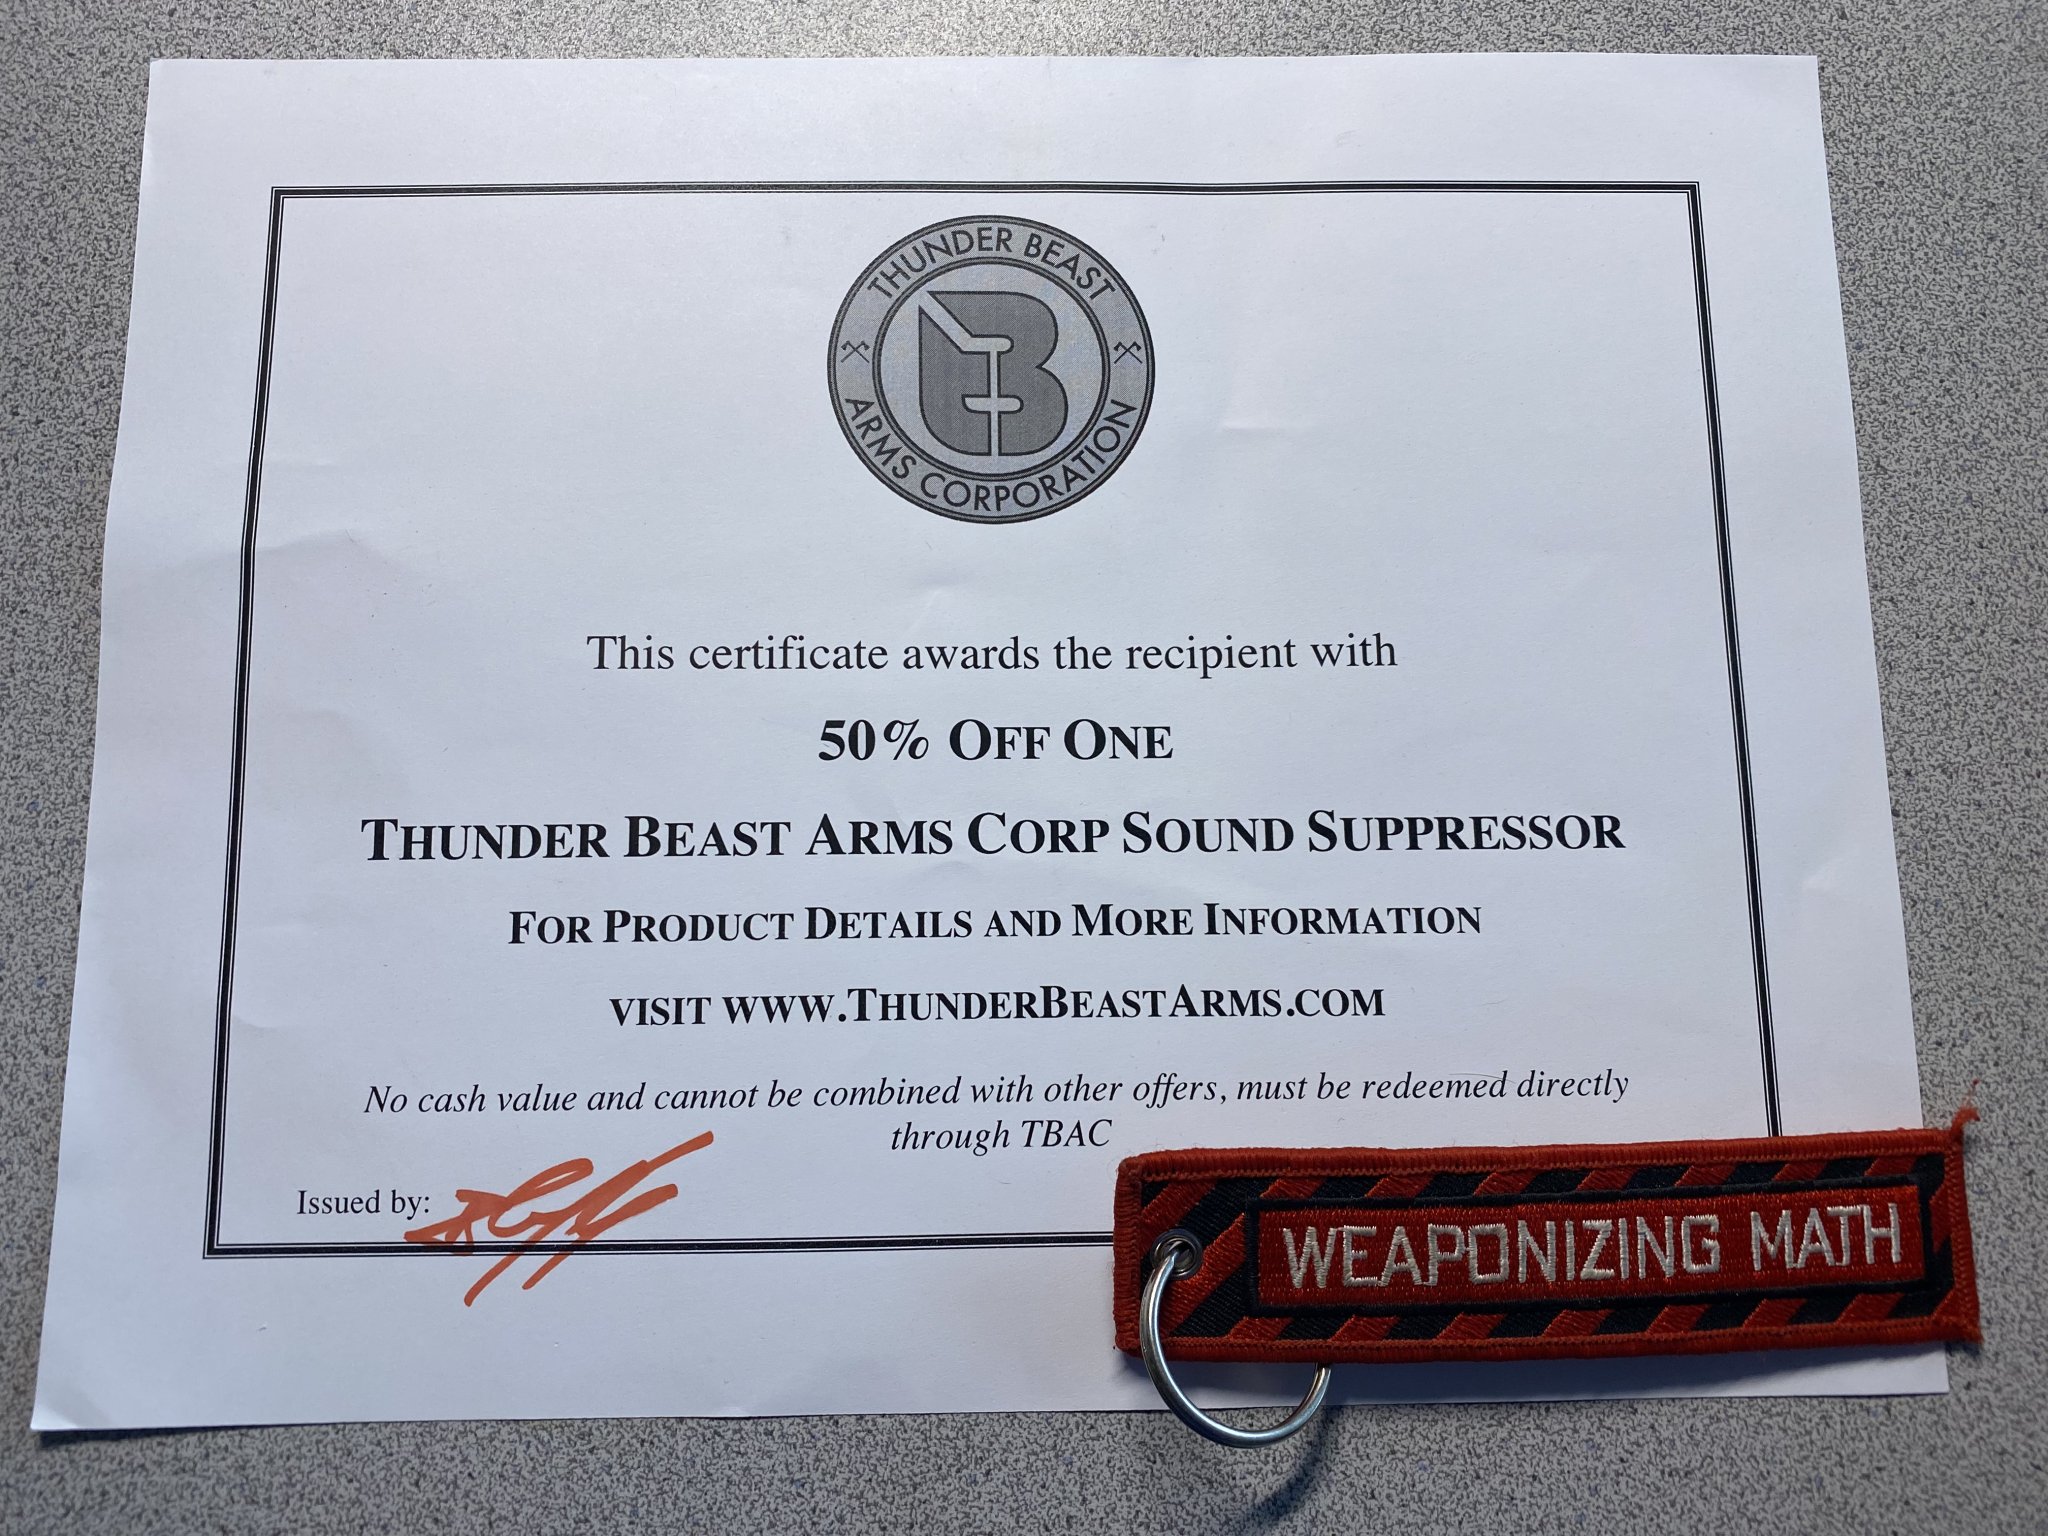 THUNDER BEAST
ARMS CORPORATION
This certificate awards the recipient with
50% OFF ONE
THUNDER BEAST ARMS CORP SOUND SUPPRESSOR
FOR PRODUCT DETAILS AND MORE INFORMATION
VISIT WWW.THUNDERBEASTARMS.COM
No cash value and cannot be combined with other offers, must be redeemed directly
through TBAC
Issued by:
WEAPONIZING MATH